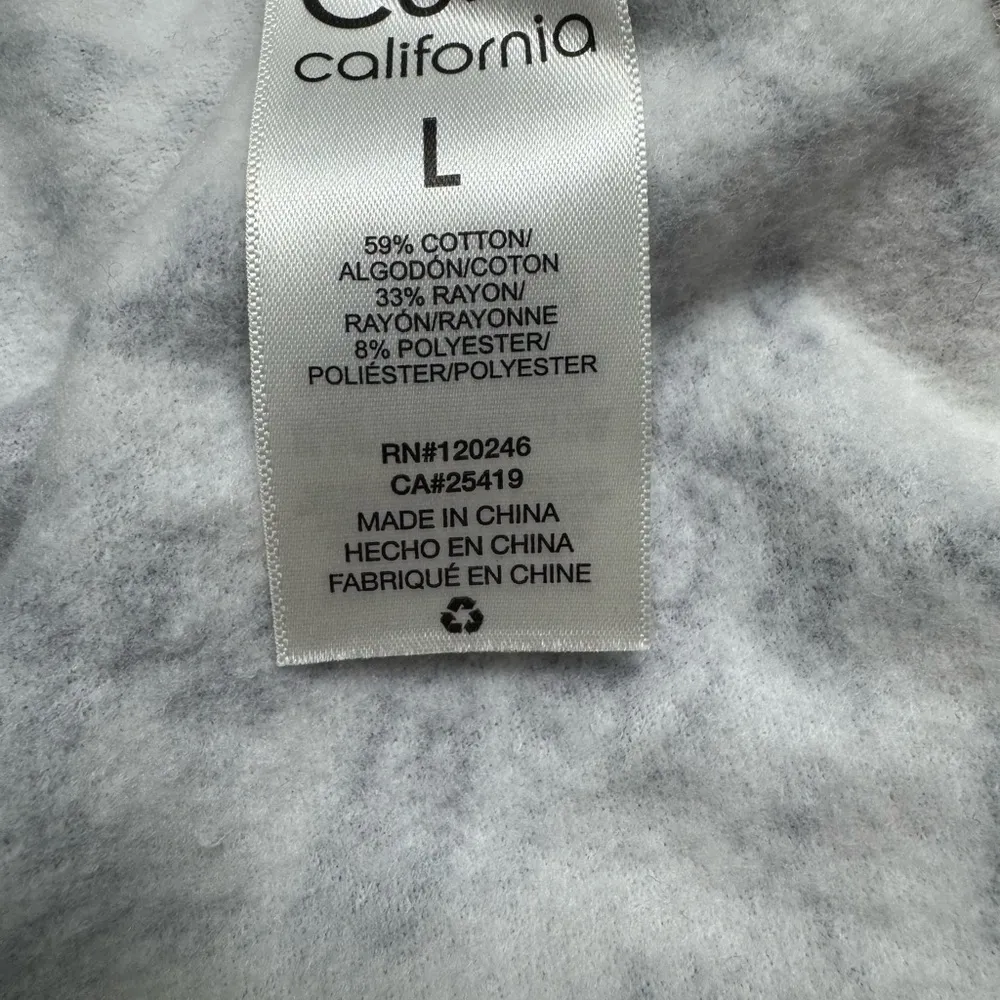 california
L
59% COTTON/
ALGODÓN/COTON
33% RAYON/
RAYÓN/RAYONNE
8% POLYESTER/
POLIÉSTER/POLYESTER
RN#120246
CA#25419
MADE IN CHINA
HECHO EN CHINA
FABRIQUÉ EN CHINE